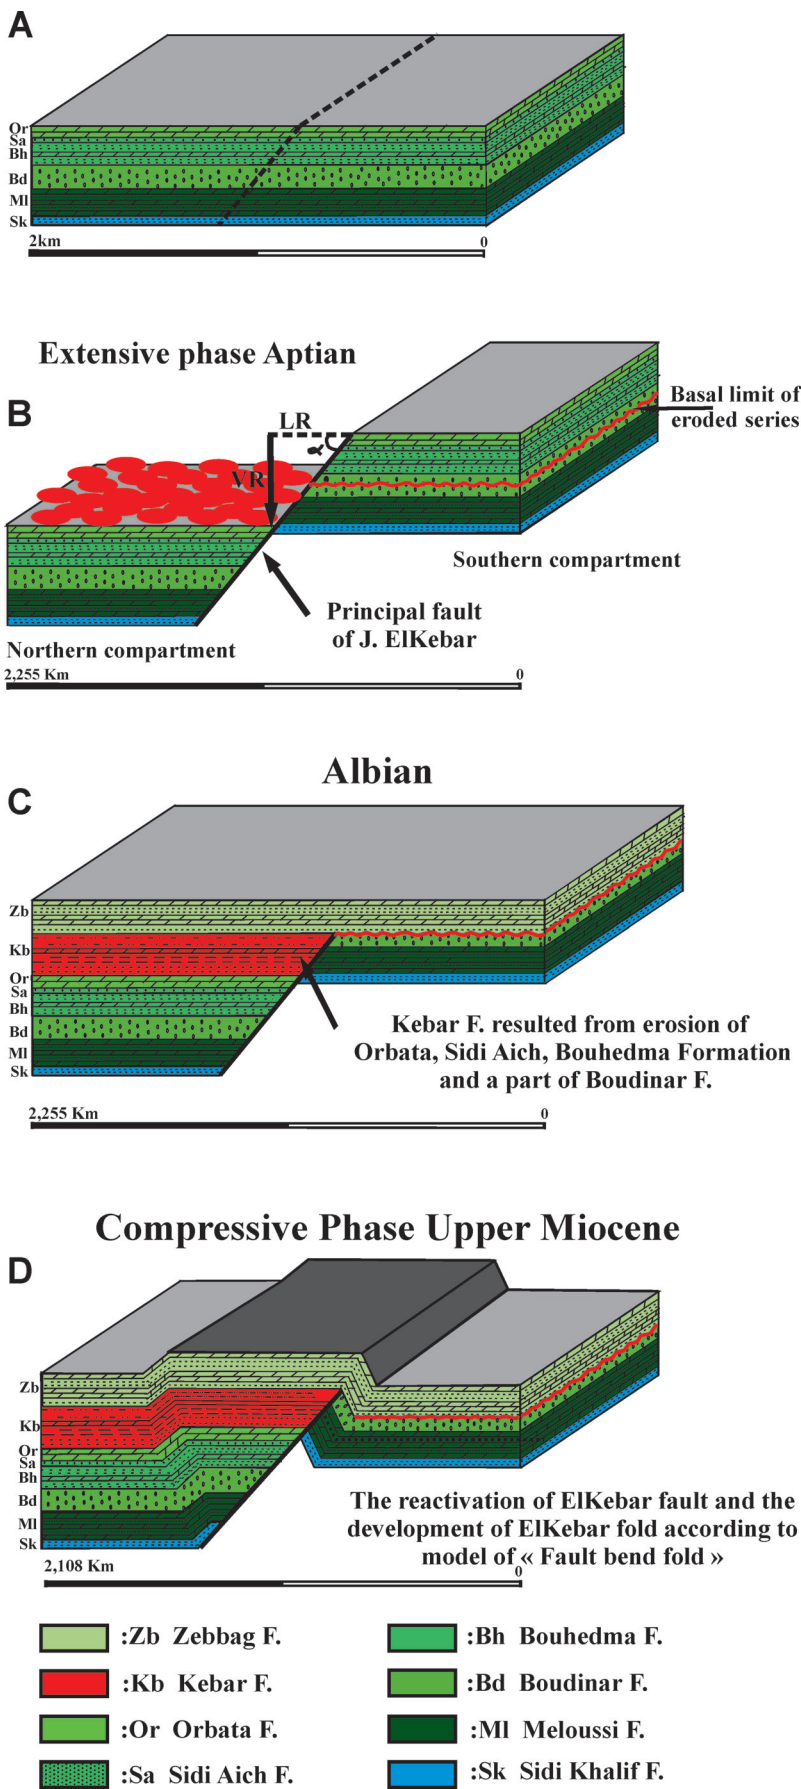 A
Or
Sa
Bh
Bd
Ml
Sk
2km 0
Extensive phase Aptian
B
LR
VR
α
Basal limit of
eroded series
Southern compartment
Principal fault
of J. ElKebar
Northern compartment
2,255 Km 0
Albian
C
Zb
Kb
Or
Sa
Bh
Bd
Ml
Sk
Kebar F. resulted from erosion of
Orbata, Sidi Aich, Bouhedma Formation
and a part of Boudinar F.
2,255 Km 0
Compressive Phase Upper Miocene
D
Zb
Kb
Or
Sa
Bh
Bd
Ml
Sk
The reactivation of ElKebar fault and the
development of ElKebar fold according to
model of « Fault bend fold »
2,108 Km 0
:Zb Zebbag F.
:Kb Kebar F.
:Or Orbata F.
:Sa Sidi Aich F.
:Bh Bouhedma F.
:Bd Boudinar F.
:Ml Meloussi F.
:Sk Sidi Khalif F.